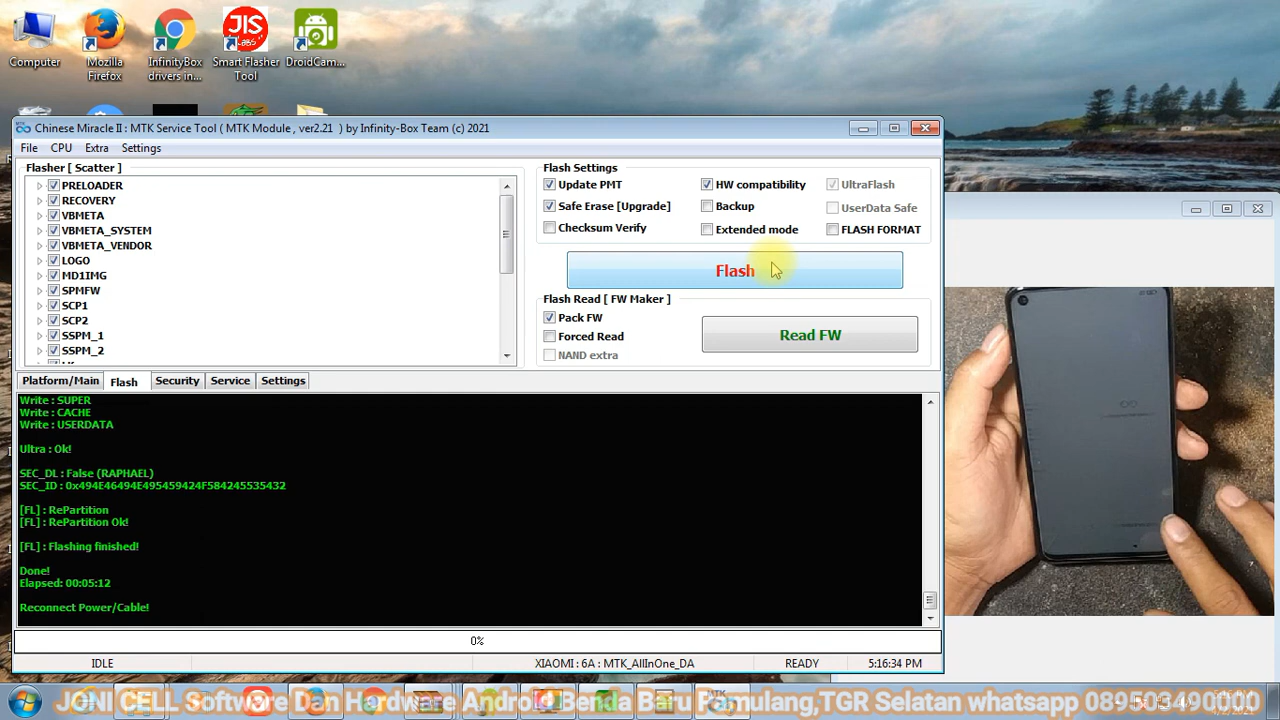 Computer
Mozilla
Firefox
InfinityBox
drivers in...
Smart Flasher
Tool
DroidCam...
JIS
Labs
Chinese Miracle II : MTK Service Tool ( MTK Module , ver2.21 ) by Infinity-Box Team (c) 2021
File CPU Extra Settings
Flasher [ Scatter ]
PRELOADER
RECOVERY
VBMETA
VBMETA_SYSTEM
VBMETA_VENDOR
LOGO
MD1IMG
SPMFW
SCP1
SCP2
SSPM_1
SSPM_2
Flash Settings
Update PMT HW compatibility UltraFlash
Safe Erase [Upgrade] Backup UserData Safe
Checksum Verify Extended mode FLASH FORMAT
Flash
Flash Read [ FW Maker ]
Pack FW
Forced Read
NAND extra
Read FW
Platform/Main Flash Security Service Settings
Write : SUPER
Write : CACHE
Write : USERDATA
Ultra : Ok!
SEC_DL : False (RAPHAEL)
SEC_ID : 0x494E46494E495459424F584245535432
[FL] : RePartition
[FL] : RePartition Ok!
[FL] : Flashing finished!
Done!
Elapsed: 00:05:12
Reconnect Power/Cable!
0%
IDLE XIAOMI : 6A : MTK_AllInOne_DA READY 5:16:34 PM
JONI CELL Software Dan Hardware Android Benda Baru Pamulang,TGR Selatan whatsapp